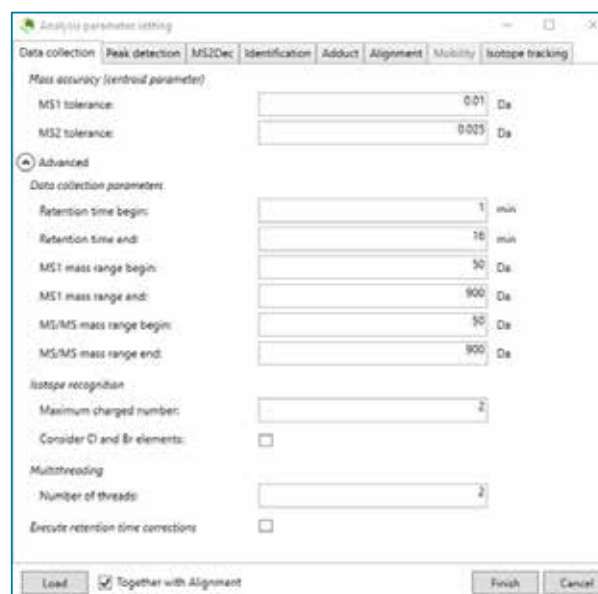 Analysis parameter setting
Data collection Peak detection MS2Dec Identification Adduct Alignment Mobility Isotope tracking
Mass accuracy (centroid parameter)
MS1 tolerance: 0.01 Da
MS2 tolerance: 0.025 Da
Advanced
Data collection parameters
Retention time begin: 1 min
Retention time end: 16 min
MS1 mass range begin: 50 Da
MS1 mass range end: 900 Da
MS/MS mass range begin: 50 Da
MS/MS mass range end: 900 Da
Isotope recognition
Maximum charged number: 2
Consider Cl and Br elements:
Multithreading
Number of threads: 2
Execute retention time corrections
Load Together with Alignment Finish Cancel